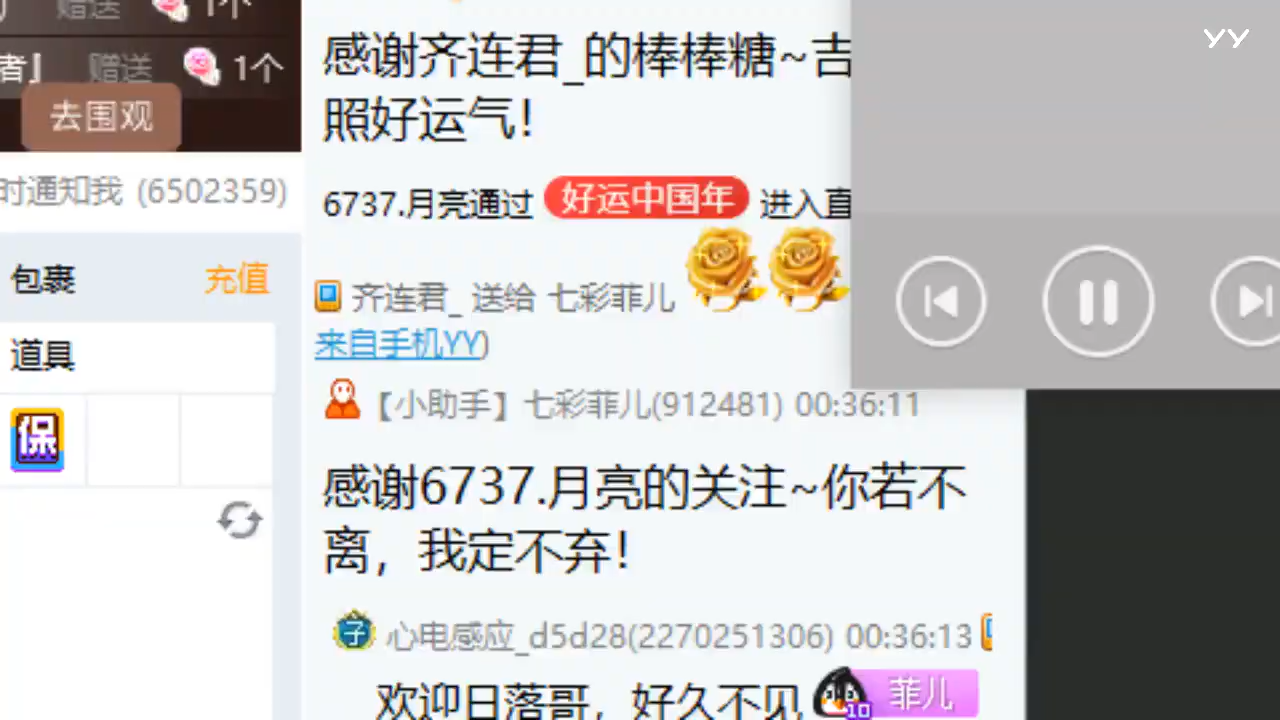 赠送 1个
者』 赠送 1个
去围观
时通知我 (6502359)
包裹 充值
道具
保
感谢齐连君_的棒棒糖~吉
照好运气!
6737.月亮通过 好运中国年 进入直
齐连君_ 送给 七彩菲儿
来自手机YY)
【小助手】七彩菲儿(912481) 00:36:11
感谢6737.月亮的关注~你若不
离，我定不弃!
子 心电感应_d5d28(2270251306) 00:36:13
欢迎日落哥，好久不见 10 菲儿
YY